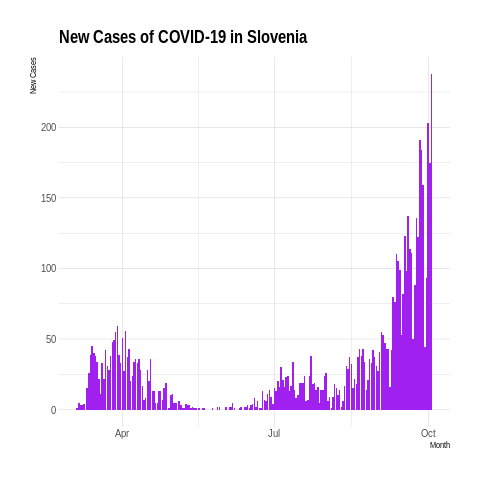 New Cases of COVID-19 in Slovenia
New Cases
200
150
100
50
0
Apr
Jul
Oct
Month